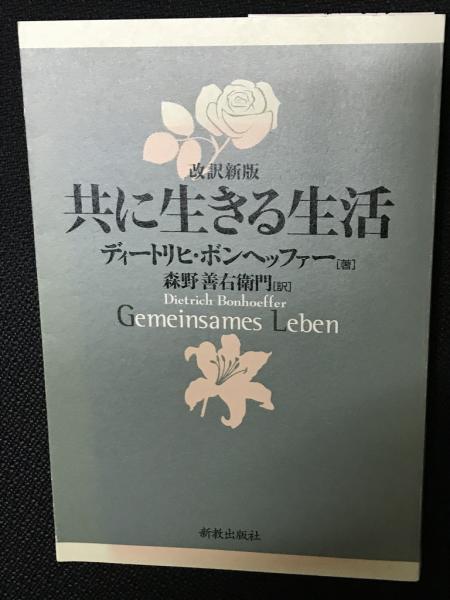 改訳新版
共に生きる生活
ディートリヒ・ボンヘッファー[著]
森野善右衛門[訳]
Dietrich Bonhoeffer
Gemeinsames Leben
新教出版社